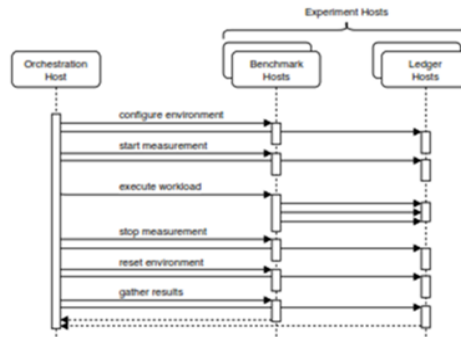 Experiment Hosts
Orchestration
Host
Benchmark
Hosts
Ledger
Hosts
configure environment
start measurement
execute workload
stop measurement
reset environment
gather results